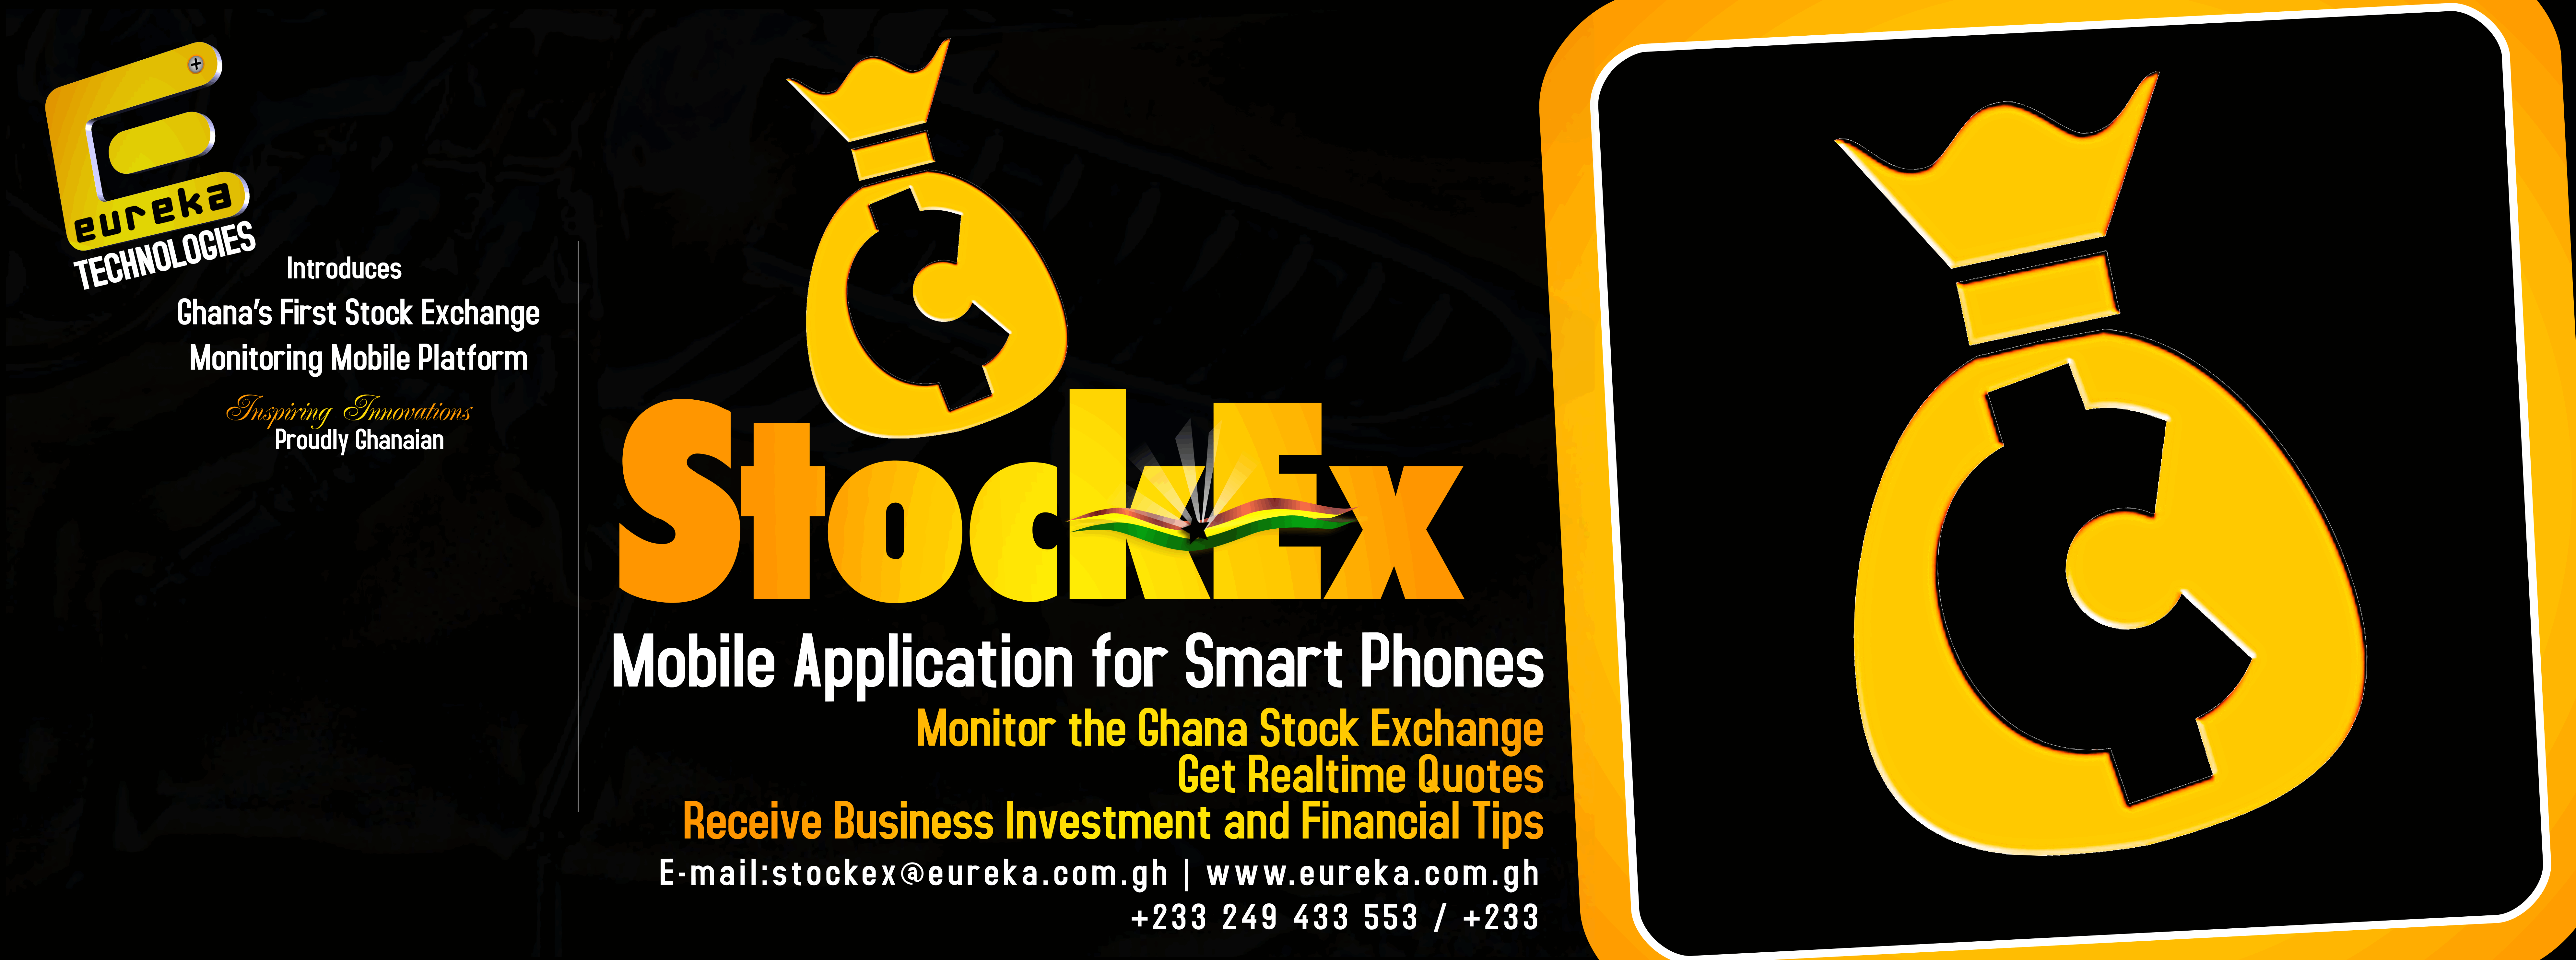 eureka
TECHNOLOGIES
Introduces
Ghana's First Stock Exchange
Monitoring Mobile Platform
Inspiring Innovations
Proudly Ghanaian
StockEx
Mobile Application for Smart Phones
Monitor the Ghana Stock Exchange
Get Realtime Quotes
Receive Business Investment and Financial Tips
E-mail:stockex@eureka.com.gh | www.eureka.com.gh
+233 249 433 553 / +233